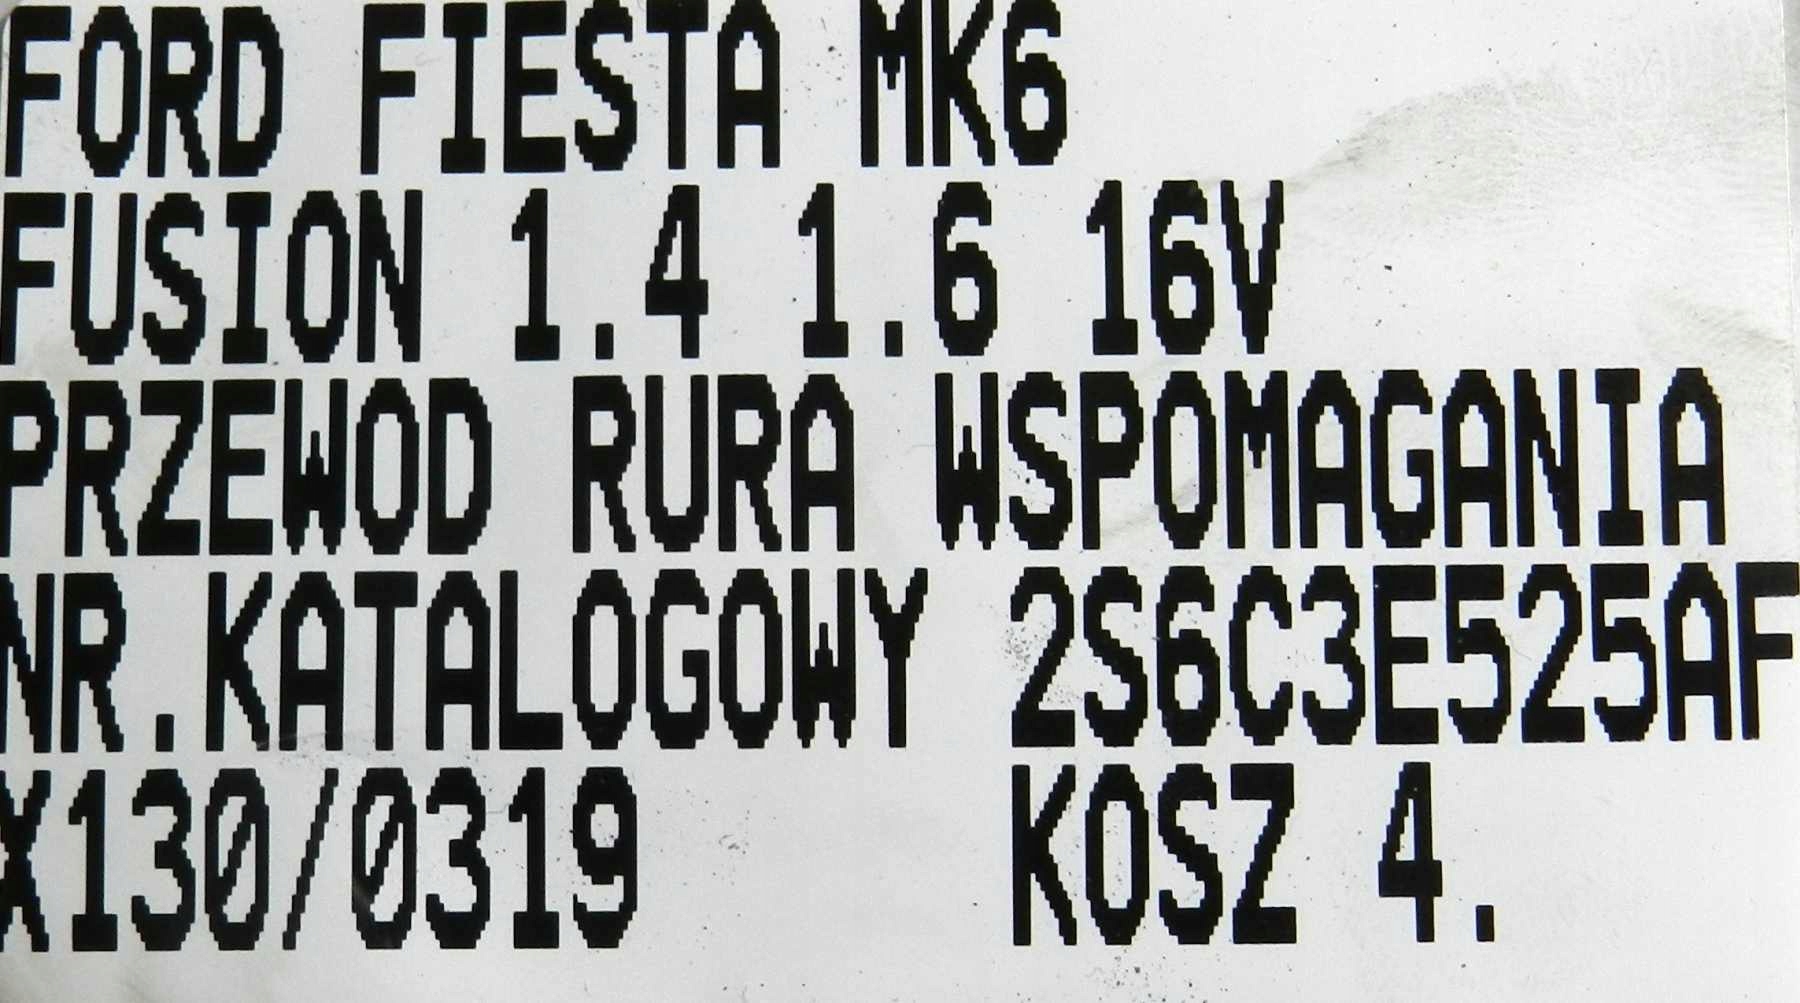 FORD FIESTA MK6
FUSION 1.4 1.6 16V
PRZEWOD RURA WSPOMAGANIA
NR.KATALOGOWY 2S6C3E525AF
X130/0319 KOSZ 4.